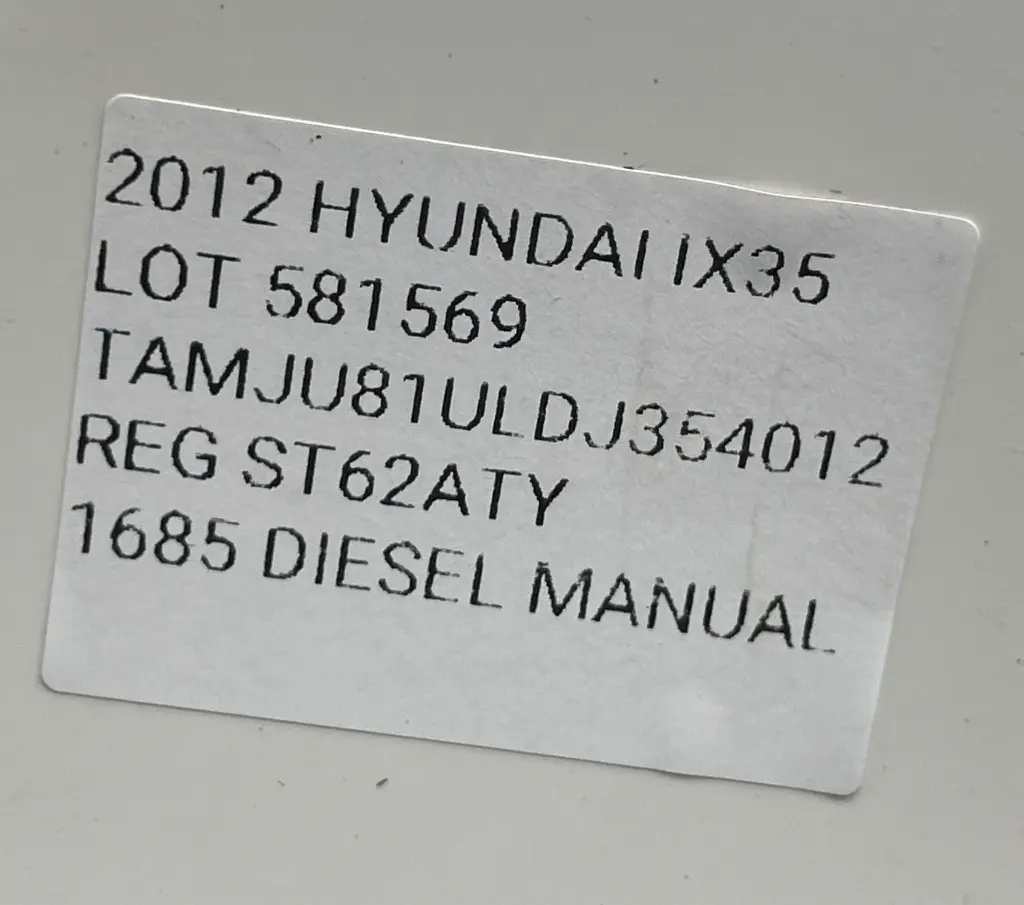 2012 HYUNDAI IX35
LOT 581569
TAMJU81ULDJ354012
REG ST62ATY
1685 DIESEL MANUAL